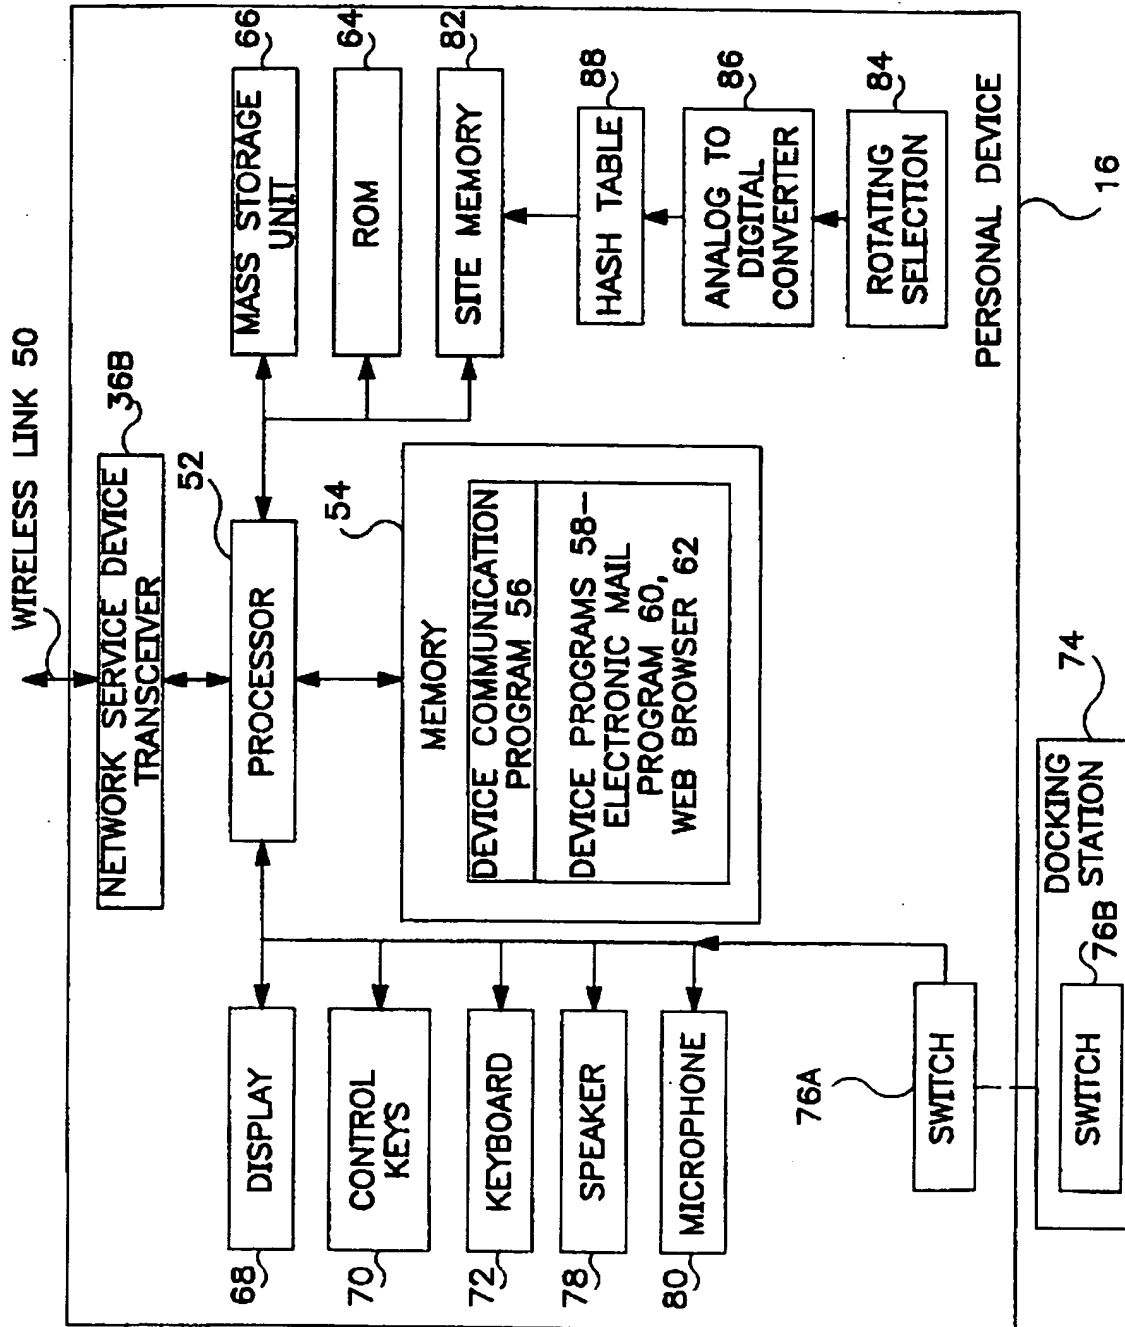 WIRELESS LINK 50
NETWORK SERVICE DEVICE
TRANSCEIVER
36B
PROCESSOR
52
MEMORY
54
DEVICE COMMUNICATION
PROGRAM 56
DEVICE PROGRAMS 58—
ELECTRONIC MAIL
PROGRAM 60,
WEB BROWSER 62
DISPLAY
68
CONTROL
KEYS
70
KEYBOARD
72
SPEAKER
78
MICROPHONE
80
SWITCH
76A
DOCKING
STATION
74
SWITCH
76B
MASS STORAGE
UNIT
66
ROM
64
SITE MEMORY
82
HASH TABLE
88
ANALOG TO
DIGITAL
CONVERTER
86
ROTATING
SELECTION
84
PERSONAL DEVICE
16